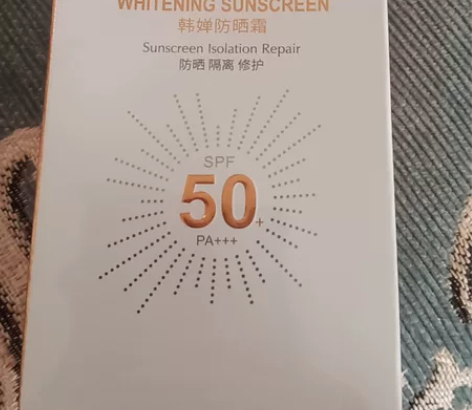 WHITENING SUNSCREEN
韩婵防晒霜
Sunscreen Isolation Repair
防晒 隔离 修护
SPF
50+
PA+++